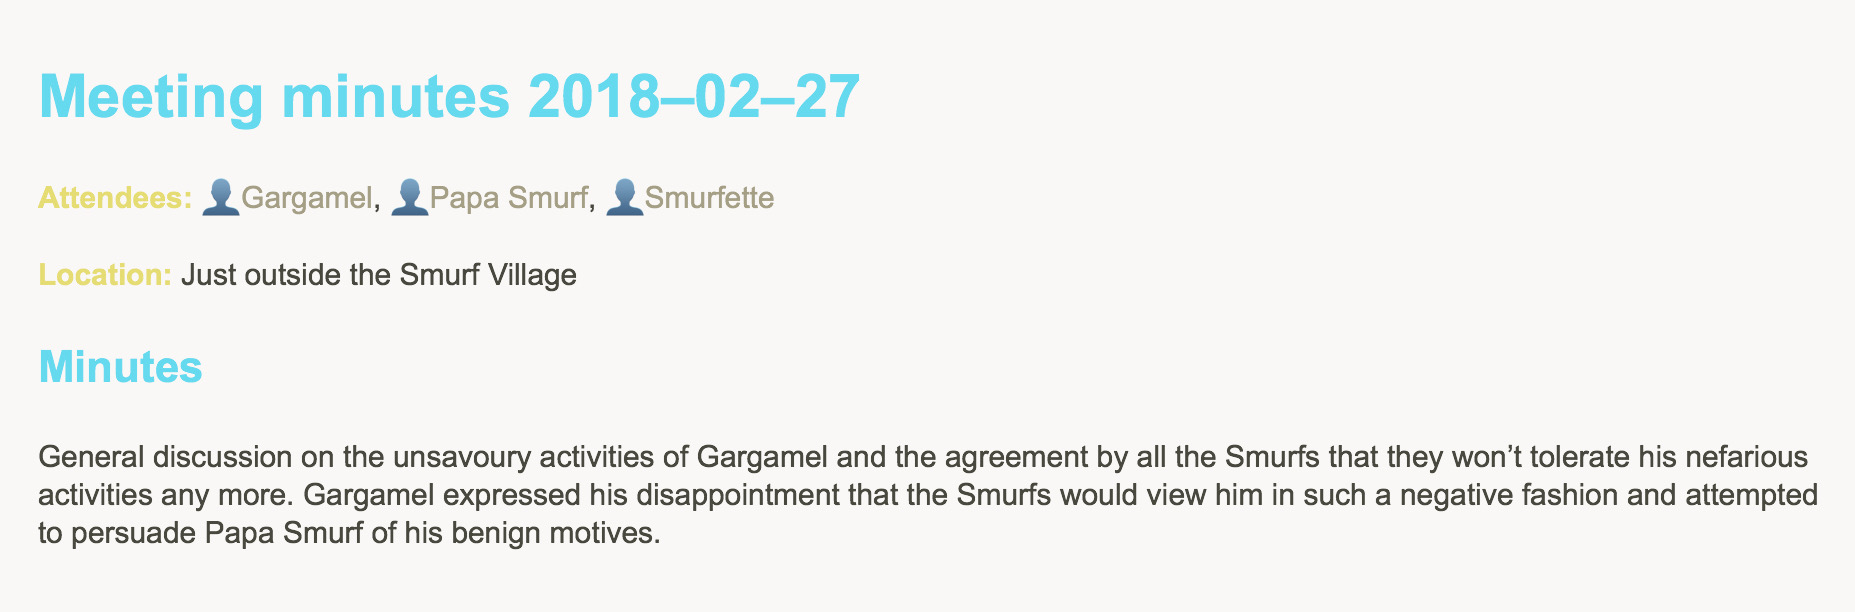 Meeting minutes 2018–02–27
Attendees: 👤Gargamel, 👤Papa Smurf, 👤Smurfette
Location: Just outside the Smurf Village
Minutes
General discussion on the unsavoury activities of Gargamel and the agreement by all the Smurfs that they won’t tolerate his nefarious
activities any more. Gargamel expressed his disappointment that the Smurfs would view him in such a negative fashion and attempted
to persuade Papa Smurf of his benign motives.